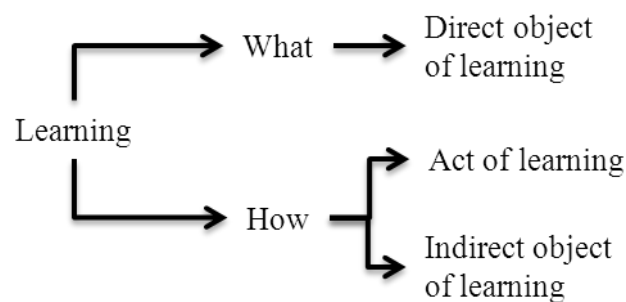 What
Direct object
of learning
Learning
How
Act of learning
Indirect object
of learning